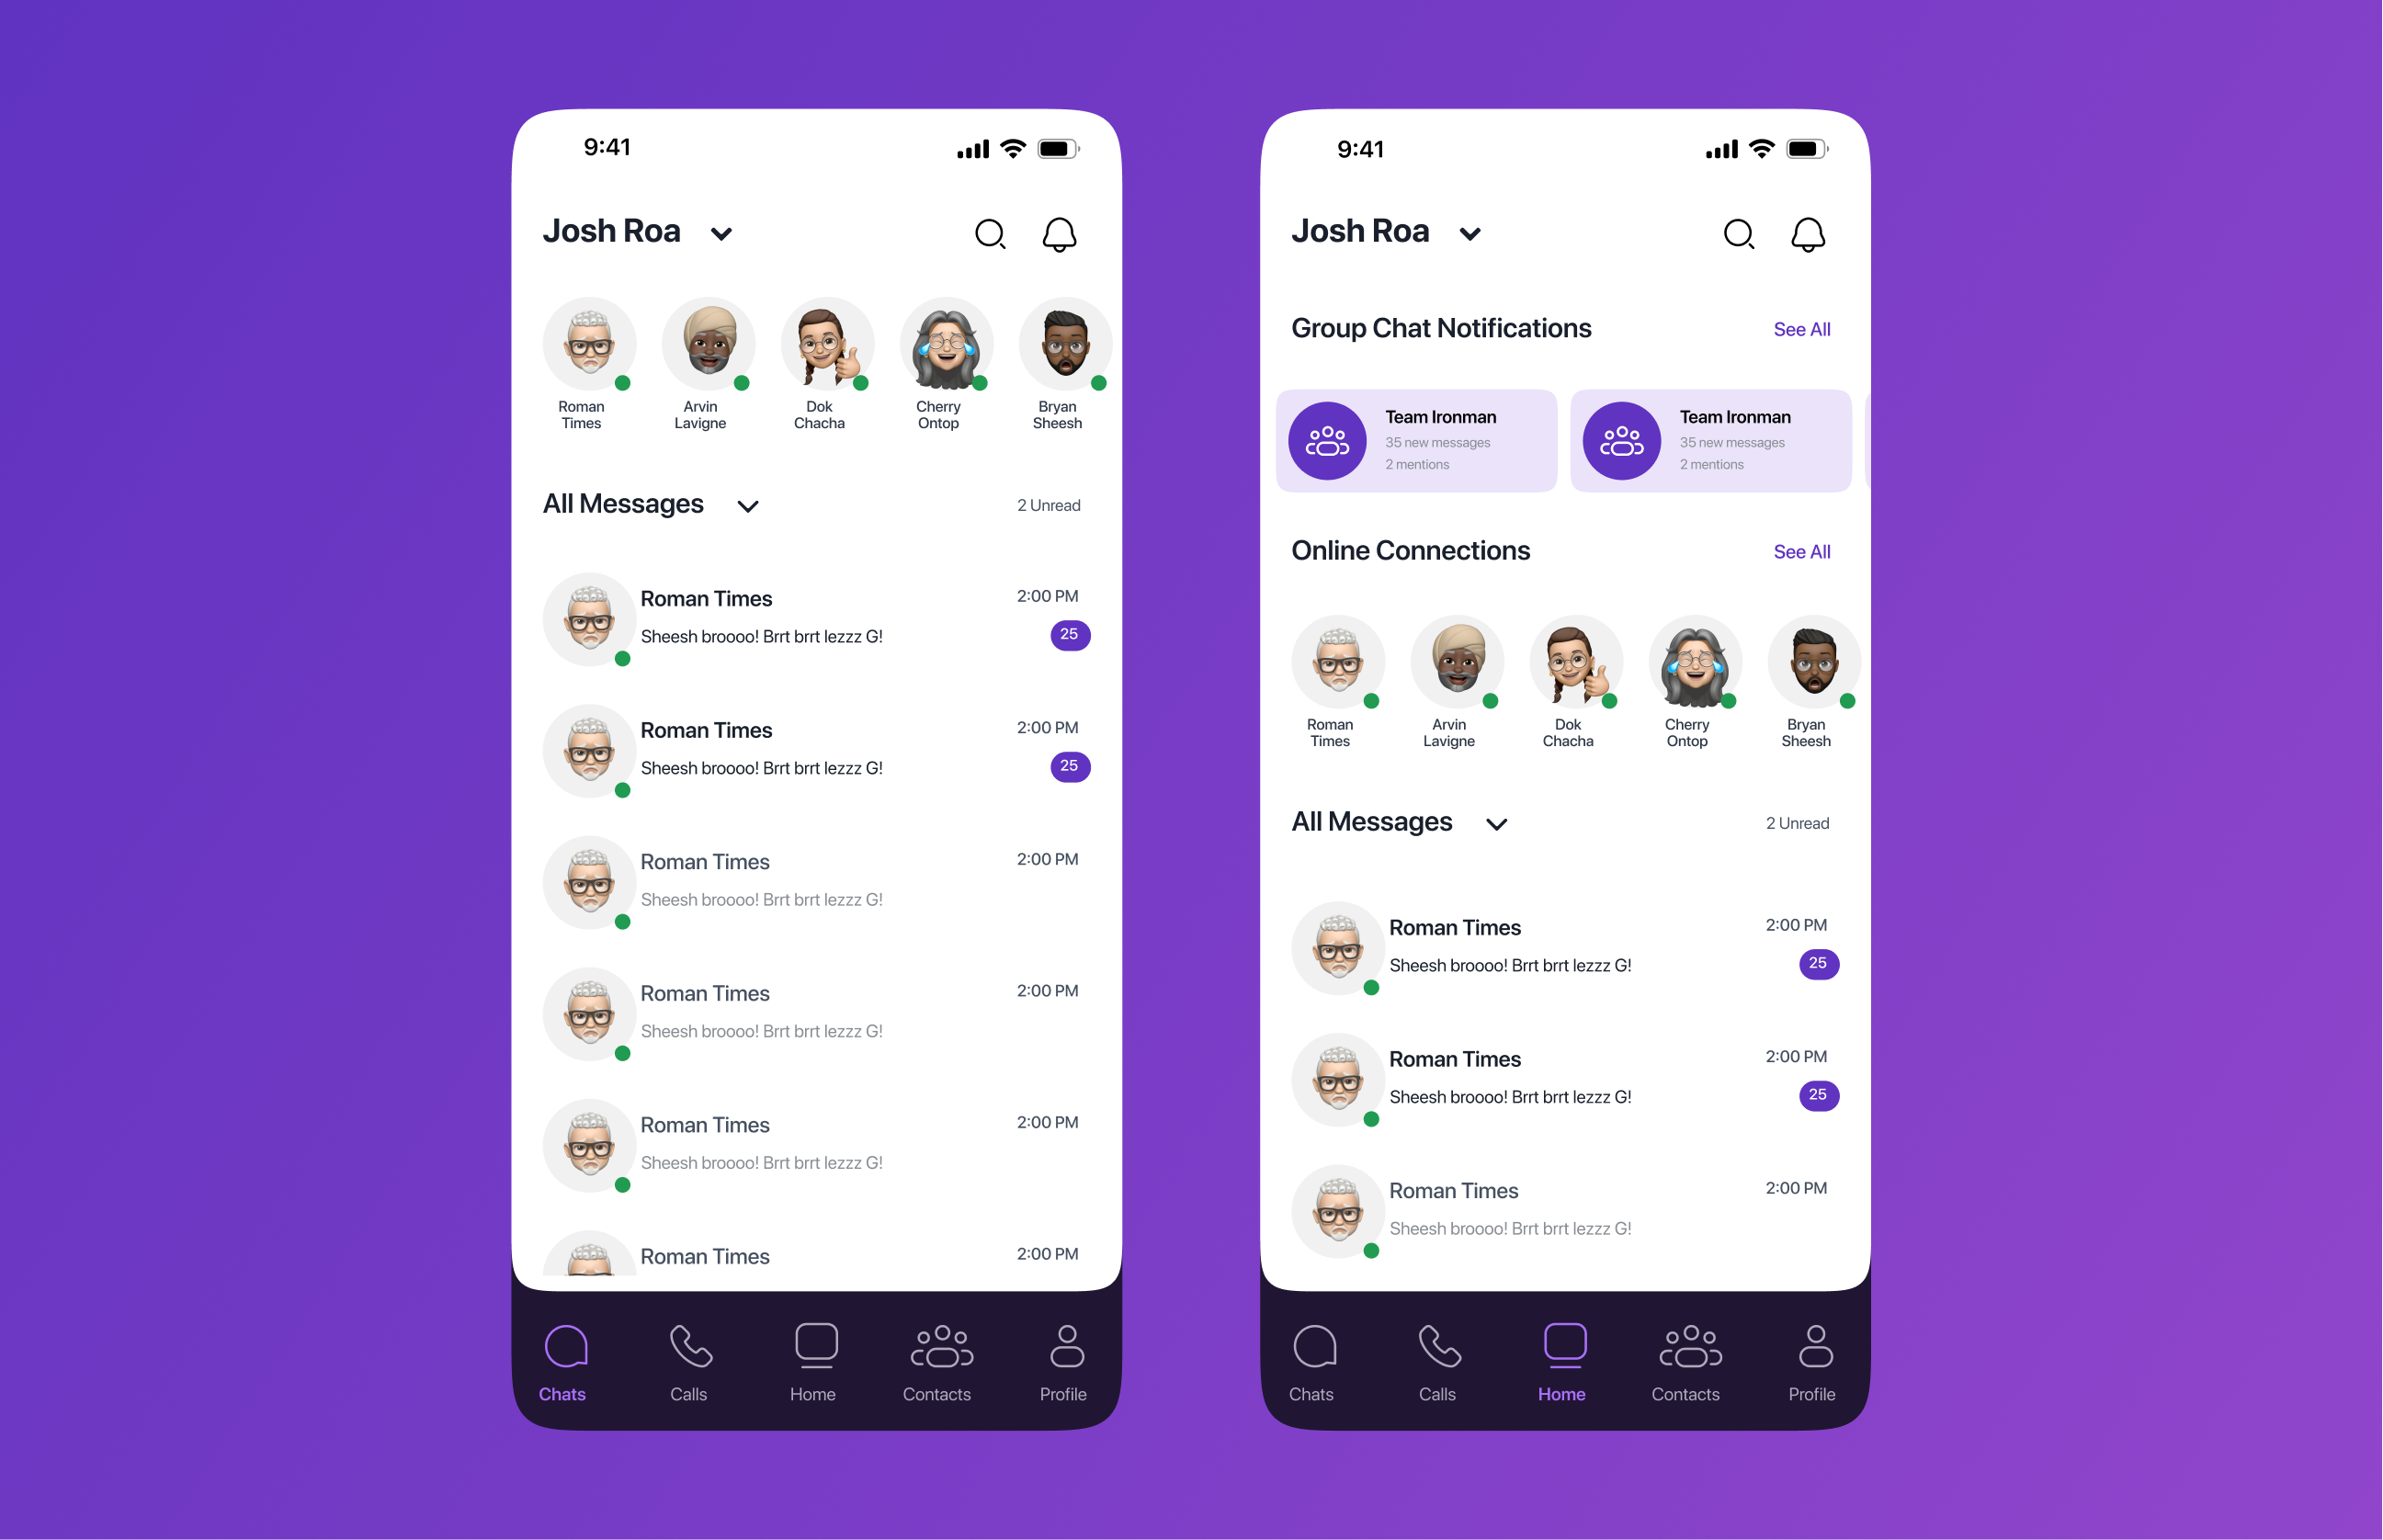 9:41
Josh Roa
Roman
Times
Arvin
Lavigne
Dok
Chacha
Cherry
Ontop
Bryan
Sheesh
All Messages
2 Unread
Roman Times
2:00 PM
Sheesh broooo! Brrt brrt lezzz G!
25
Roman Times
2:00 PM
Sheesh broooo! Brrt brrt lezzz G!
25
Roman Times
2:00 PM
Sheesh broooo! Brrt brrt lezzz G!
Roman Times
2:00 PM
Sheesh broooo! Brrt brrt lezzz G!
Roman Times
2:00 PM
Sheesh broooo! Brrt brrt lezzz G!
Roman Times
2:00 PM
Chats
Calls
Home
Contacts
Profile
9:41
Josh Roa
Group Chat Notifications
See All
Team Ironman
35 new messages
2 mentions
Team Ironman
35 new messages
2 mentions
Online Connections
See All
Roman
Times
Arvin
Lavigne
Dok
Chacha
Cherry
Ontop
Bryan
Sheesh
All Messages
2 Unread
Roman Times
2:00 PM
Sheesh broooo! Brrt brrt lezzz G!
25
Roman Times
2:00 PM
Sheesh broooo! Brrt brrt lezzz G!
25
Roman Times
2:00 PM
Sheesh broooo! Brrt brrt lezzz G!
Chats
Calls
Home
Contacts
Profile